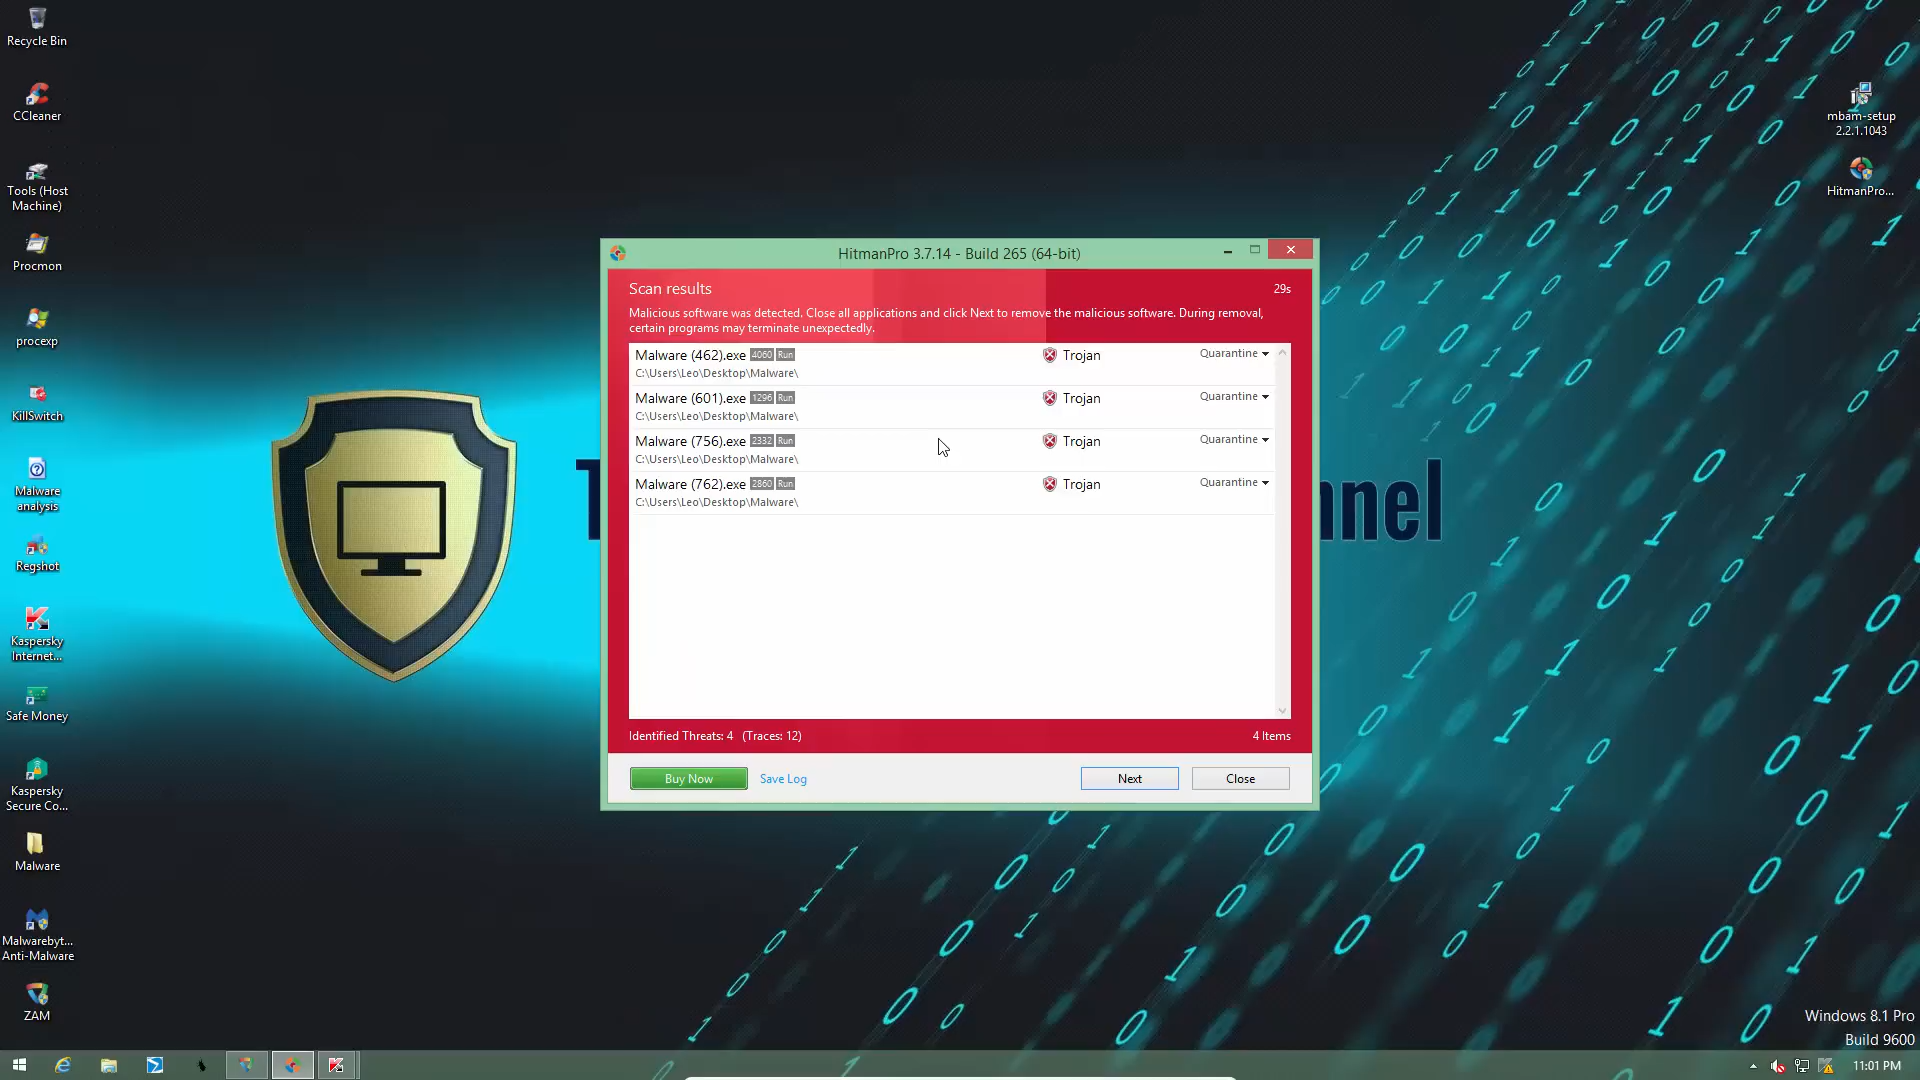 Recycle Bin
CCleaner
Tools (Host
Machine)
Procmon
procexp
KillSwitch
Malware
analysis
Regshot
Kaspersky
Internet...
Safe Money
Kaspersky
Secure Co...
Malware
Malwarebyt...
Anti-Malware
ZAM
mbam-setup
2.2.1.1043
HitmanPro...
HitmanPro 3.7.14 - Build 265 (64-bit)
Scan results
29s
Malicious software was detected. Close all applications and click Next to remove the malicious software. During removal,
certain programs may terminate unexpectedly.
Malware (462).exe 4060 Run Trojan Quarantine
C:\Users\Leo\Desktop\Malware\
Malware (601).exe 1296 Run Trojan Quarantine
C:\Users\Leo\Desktop\Malware\
Malware (756).exe 2332 Run Trojan Quarantine
C:\Users\Leo\Desktop\Malware\
Malware (762).exe 2860 Run Trojan Quarantine
C:\Users\Leo\Desktop\Malware\
Identified Threats: 4 (Traces: 12)
4 Items
Buy Now
Save Log
Next
Close
Windows 8.1 Pro
Build 9600
11:01 PM